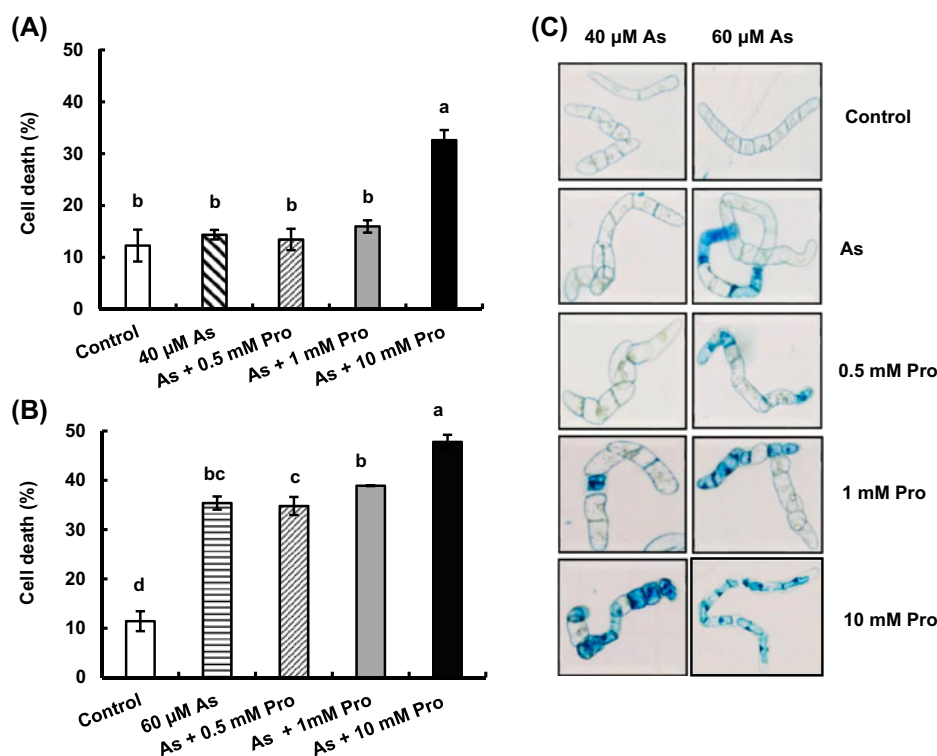 (A)
50
40
30
20
10
0
Cell death (%)
b
b
b
b
a
Control
40 µM As
As + 0.5 mM Pro
As + 1 mM Pro
As + 10 mM Pro
(B)
50
40
30
20
10
0
Cell death (%)
d
bc
c
b
a
Control
60 µM As
As + 0.5 mM Pro
As + 1mM Pro
As + 10 mM Pro
(C)
40 µM As
60 µM As
Control
As
0.5 mM Pro
1 mM Pro
10 mM Pro